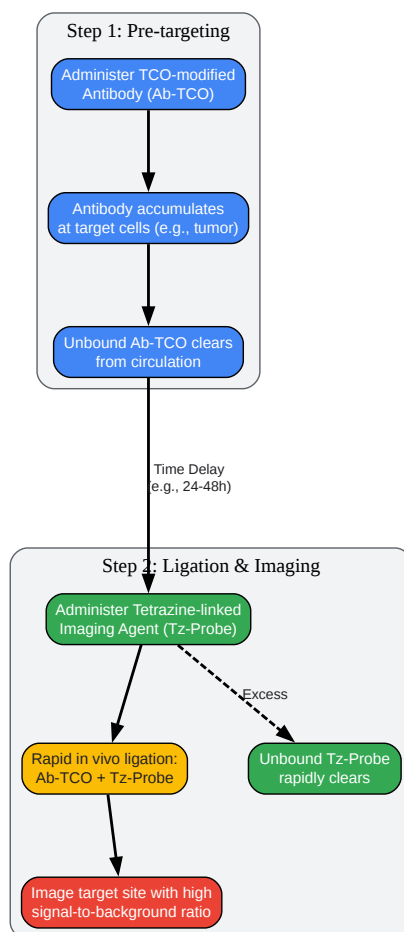 Step 1: Pre-targeting
Administer TCO-modified
Antibody (Ab-TCO)
Antibody accumulates
at target cells (e.g., tumor)
Unbound Ab-TCO clears
from circulation
Time Delay
(e.g., 24-48h)
Step 2: Ligation & Imaging
Administer Tetrazine-linked
Imaging Agent (Tz-Probe)
Excess
Rapid in vivo ligation:
Ab-TCO + Tz-Probe
Unbound Tz-Probe
rapidly clears
Image target site with high
signal-to-background ratio